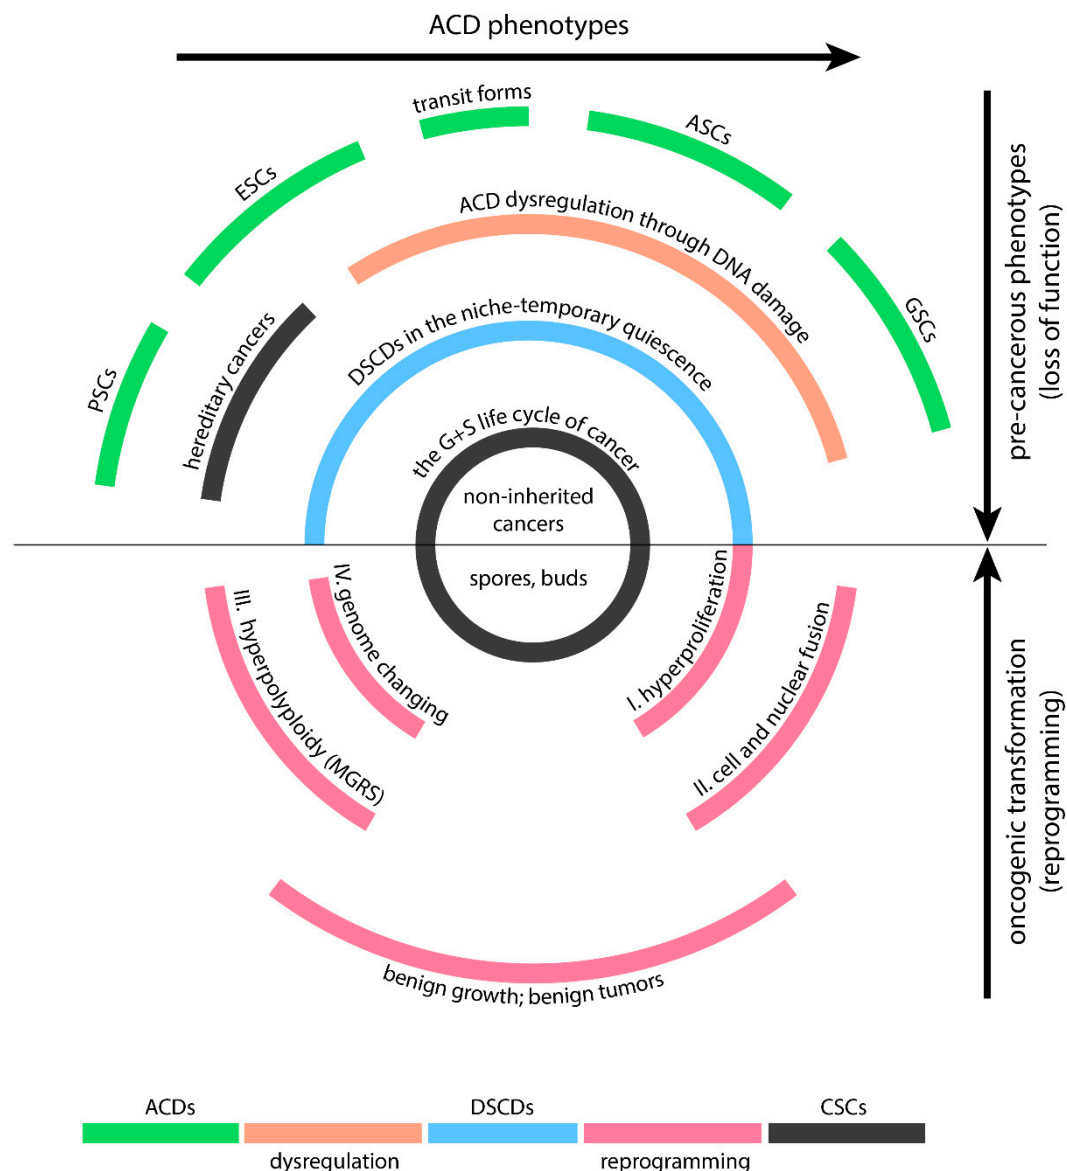 ACD phenotypes
transit forms
ASCs
ESCs
ACD dysregulation through DNA damage
GSCs
PSCs
hereditary cancers
DSCDs in the niche-temporary quiescence
the G+S life cycle of cancer
non-inherited
cancers
spores, buds
pre-cancerous phenotypes
(loss of function)
IV. genome changing
I. hyperproliferation
III. hyperpolyploidy (MGRS)
II. cell and nuclear fusion
oncogenic transformation
(reprogramming)
benign growth; benign tumors
ACDs
DSCDs
CSCs
dysregulation
reprogramming